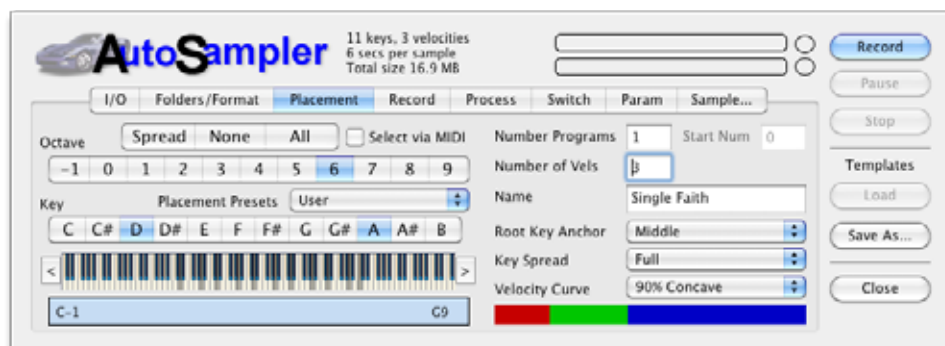 AutoSampler
11 keys, 3 velocities
6 secs per sample
Total size 16.9 MB
Record
Pause
Stop
I/O Folders/Format Placement Record Process Switch Param Sample...
Octave Spread None All Select via MIDI
-1 0 1 2 3 4 5 6 7 8 9
Key Placement Presets User
C C# D D# E F F# G G# A A# B
< >
C-1 G9
Number Programs 1 Start Num 0
Number of Vels 3
Name Single Faith
Root Key Anchor Middle
Key Spread Full
Velocity Curve 90% Concave
Templates
Load
Save As...
Close